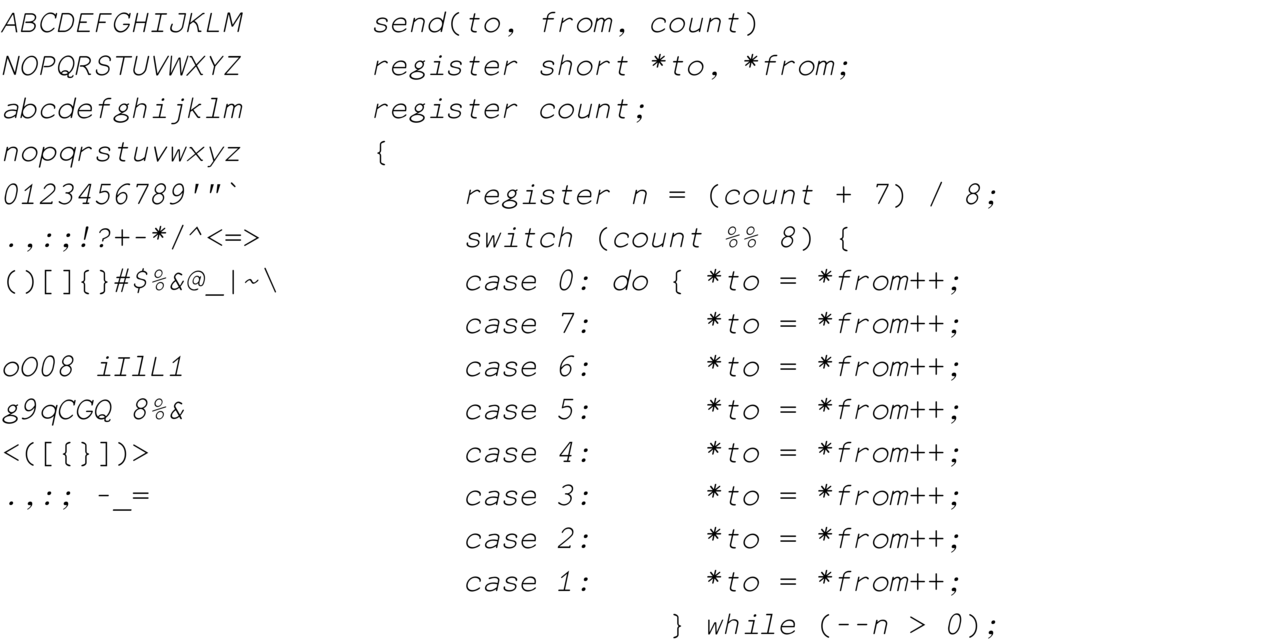 ABCDEFGHIJKLM
NOPQRSTUVWXYZ
abcdefghijklm
nopqrstuvwxyz
0123456789'"`
.,:;!?+-*/^<=>
()[]{}#$%&@_|~\
oO08 iIlL1
g9qCGQ 8%&
<([{}])>
.,:; -_=
send(to, from, count)
register short *to, *from;
register count;
{
    register n = (count + 7) / 8;
    switch (count %% 8) {
    case 0: do { *to = *from++;
    case 7:      *to = *from++;
    case 6:      *to = *from++;
    case 5:      *to = *from++;
    case 4:      *to = *from++;
    case 3:      *to = *from++;
    case 2:      *to = *from++;
    case 1:      *to = *from++;
             } while (--n > 0);